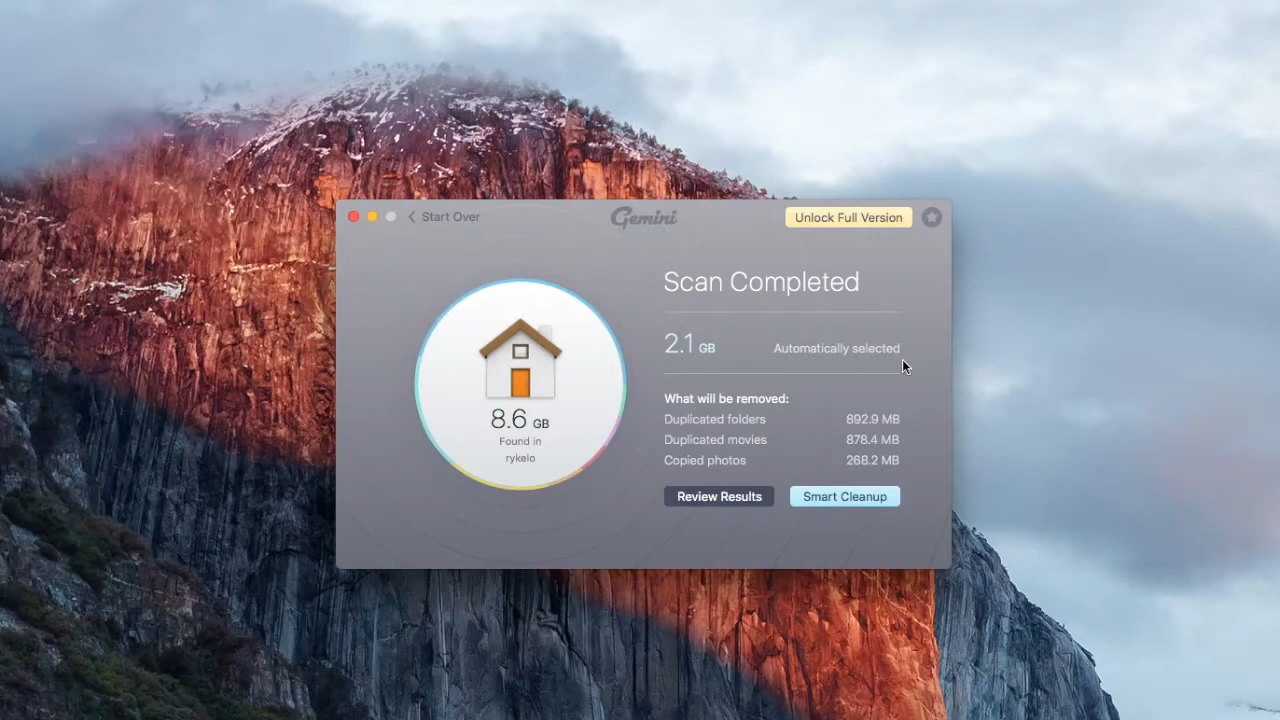 Start Over
Gemini
Unlock Full Version
Scan Completed
2.1 GB
Automatically selected
8.6 GB
Found in
rykeio
What will be removed:
Duplicated folders 892.9 MB
Duplicated movies 878.4 MB
Copied photos 268.2 MB
Review Results
Smart Cleanup